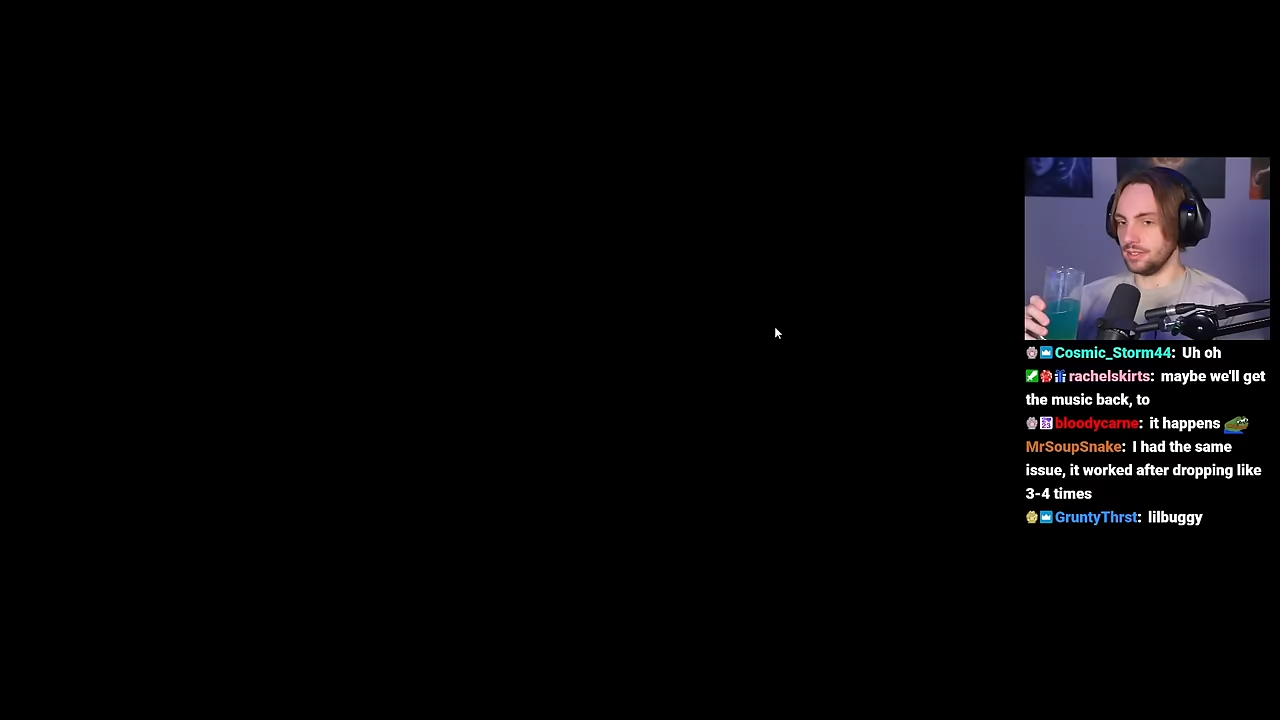 Cosmic_Storm44: Uh oh
rachelskirts: maybe we'll get
the music back, to
bloodycarne: it happens
MrSoupSnake: I had the same
issue, it worked after dropping like
3-4 times
GruntyThrst: lilbuggy